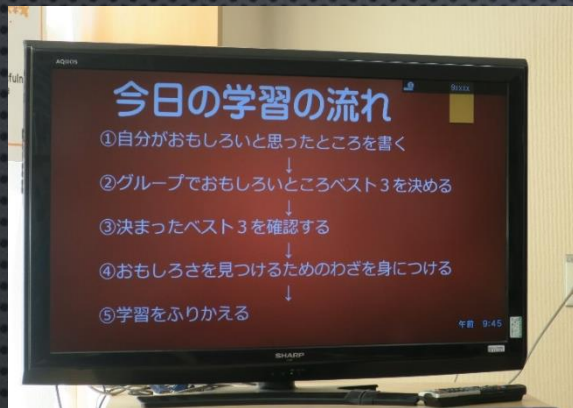 AQUOS
今日の学習の流れ
①自分がおもしろいと思ったところを書く
↓
②グループでおもしろいところベスト3を決める
↓
③決まったベスト3を確認する
↓
④おもしろさを見つけるためのわざを身につける
↓
⑤学習をふりかえる
午前 9:45
SHARP